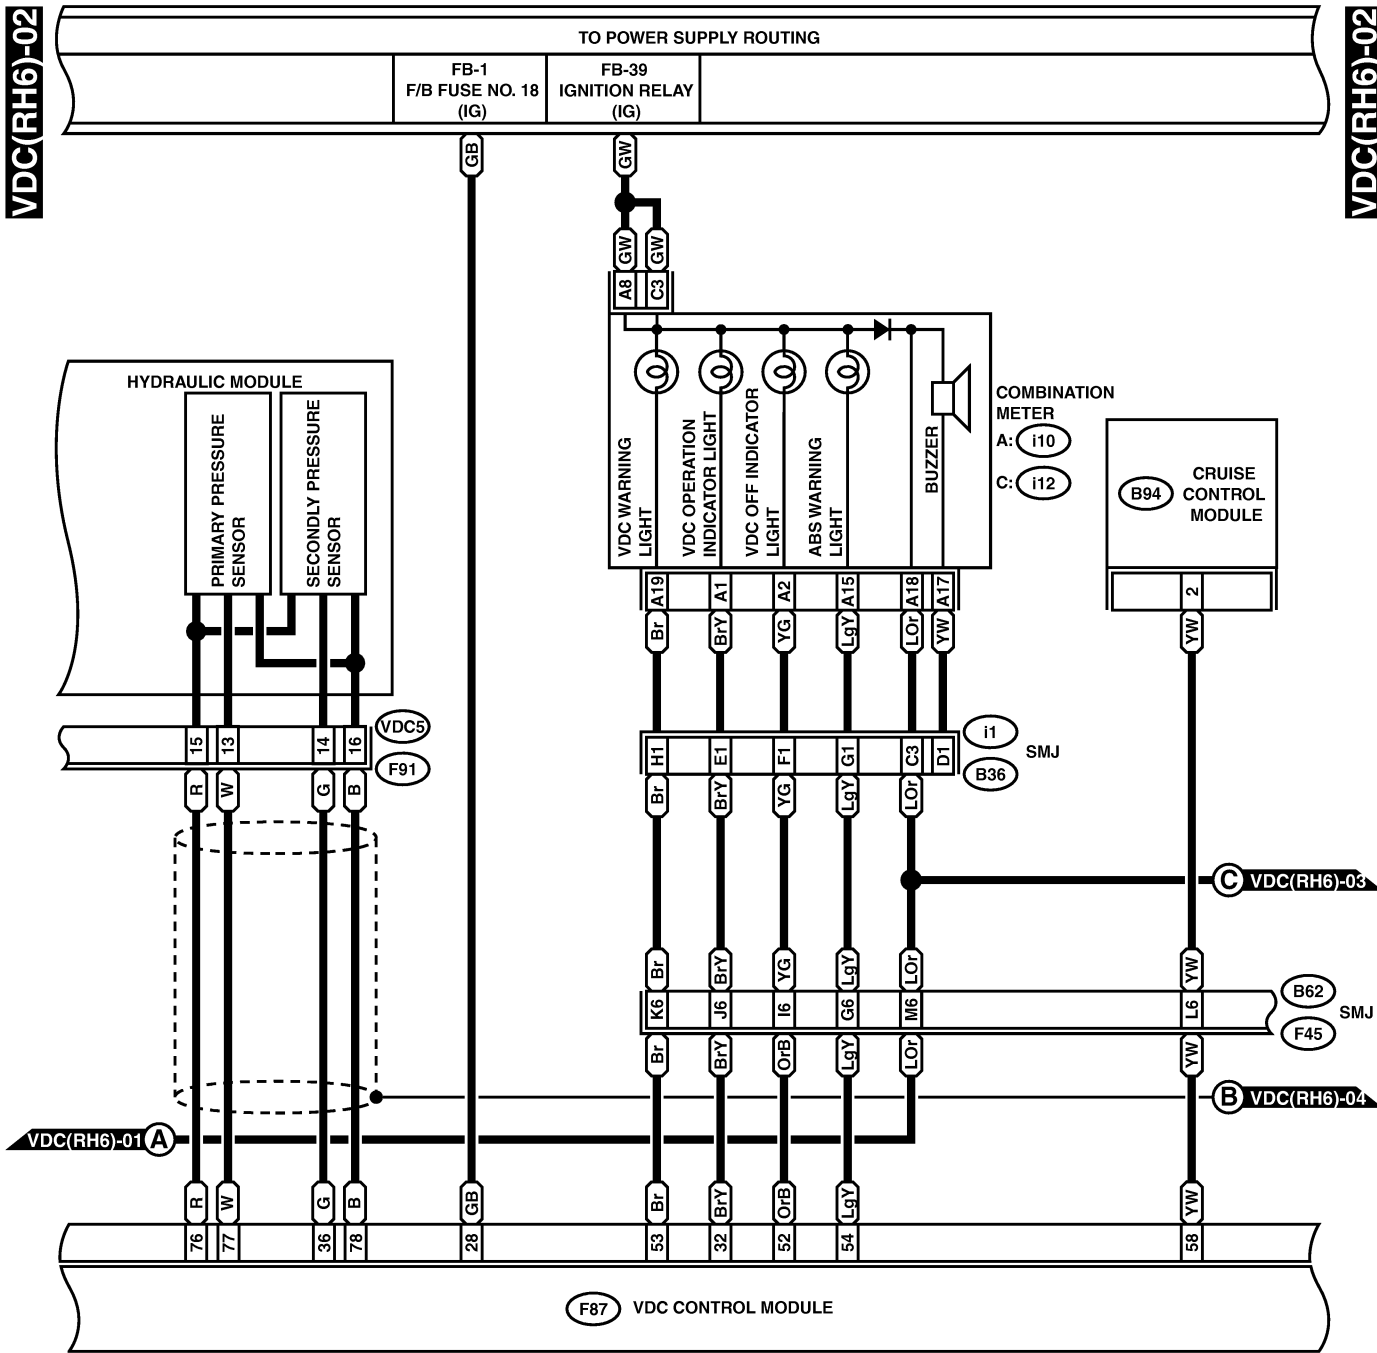 VDC(RH6)-02
VDC(RH6)-02
TO POWER SUPPLY ROUTING
FB-1
F/B FUSE NO. 18
(IG)
FB-39
IGNITION RELAY
(IG)
GB
GW
GW
GW
A8
C3
HYDRAULIC MODULE
PRIMARY PRESSURE
SENSOR
SECONDLY PRESSURE
SENSOR
VDC WARNING
LIGHT
VDC OPERATION
INDICATOR LIGHT
VDC OFF INDICATOR
LIGHT
ABS WARNING
LIGHT
BUZZER
COMBINATION
METER
A: i10
C: i12
B94
CRUISE
CONTROL
MODULE
A19
A1
A2
A15
A18
A17
2
Br
BrY
YG
LgY
LOr
YW
YW
15
13
14
16
VDC5
F91
R
W
G
B
H1
E1
F1
G1
C3
D1
i1
SMJ
B36
Br
BrY
YG
LgY
LOr
C
VDC(RH6)-03
Br
BrY
YG
LgY
LOr
YW
K6
J6
I6
G6
M6
L6
B62
SMJ
F45
Br
BrY
OrB
LgY
LOr
YW
B
VDC(RH6)-04
VDC(RH6)-01
A
R
W
G
B
GB
Br
BrY
OrB
LgY
YW
76
77
36
78
28
53
32
52
54
58
F87
VDC CONTROL MODULE